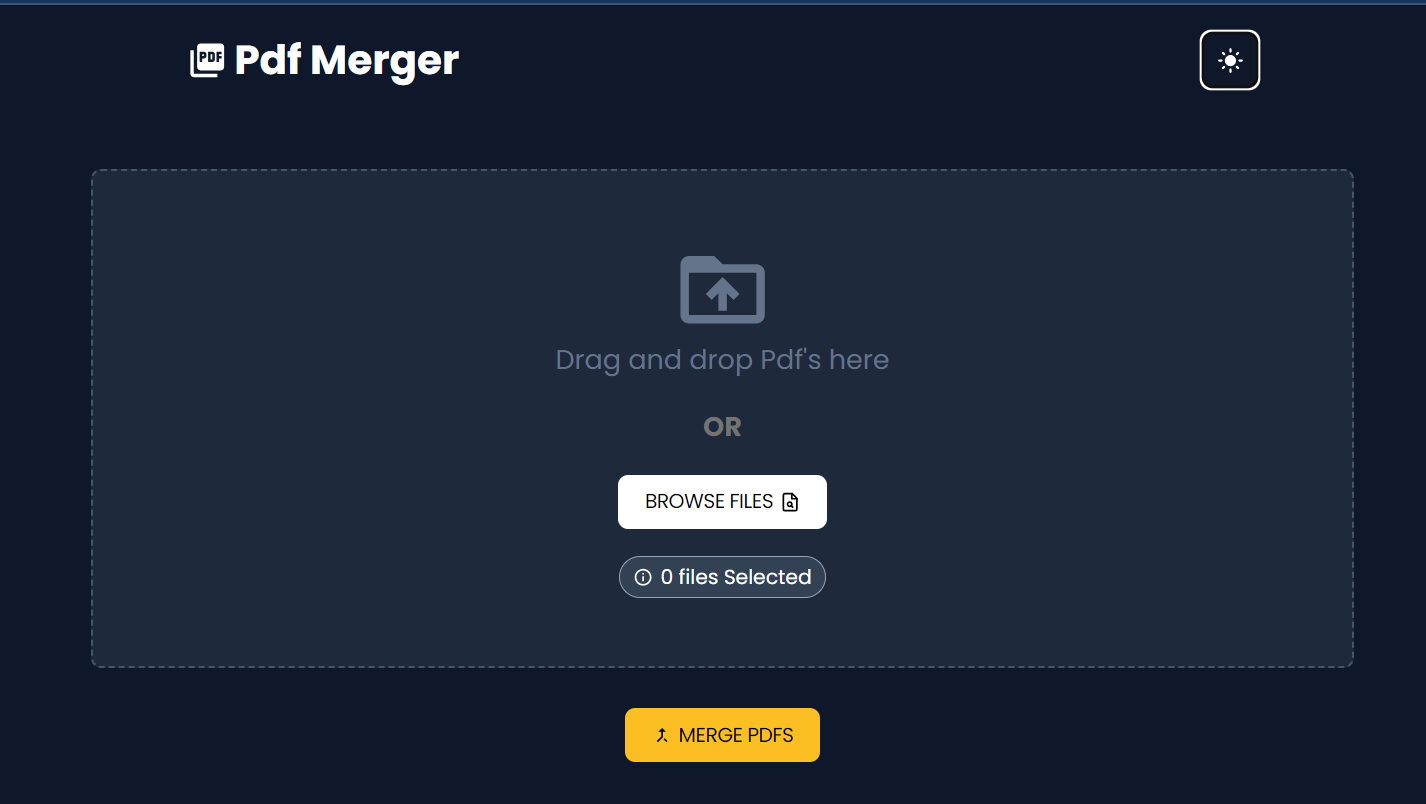 PDF Pdf Merger
Drag and drop Pdf's here
OR
BROWSE FILES
0 files Selected
MERGE PDFS